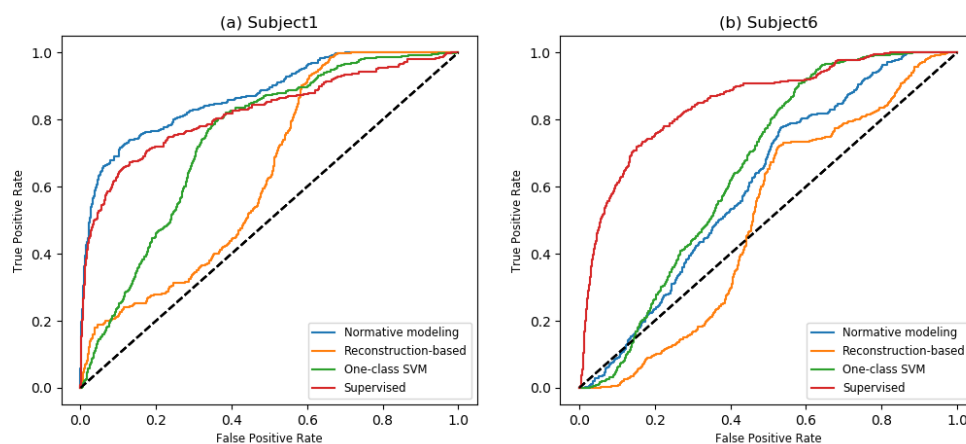 (a) Subject1
1.0
0.8
0.6
0.4
0.2
0.0
True Positive Rate
0.0 0.2 0.4 0.6 0.8 1.0
False Positive Rate
Normative modeling
Reconstruction-based
One-class SVM
Supervised
(b) Subject6
1.0
0.8
0.6
0.4
0.2
0.0
True Positive Rate
0.0 0.2 0.4 0.6 0.8 1.0
False Positive Rate
Normative modeling
Reconstruction-based
One-class SVM
Supervised